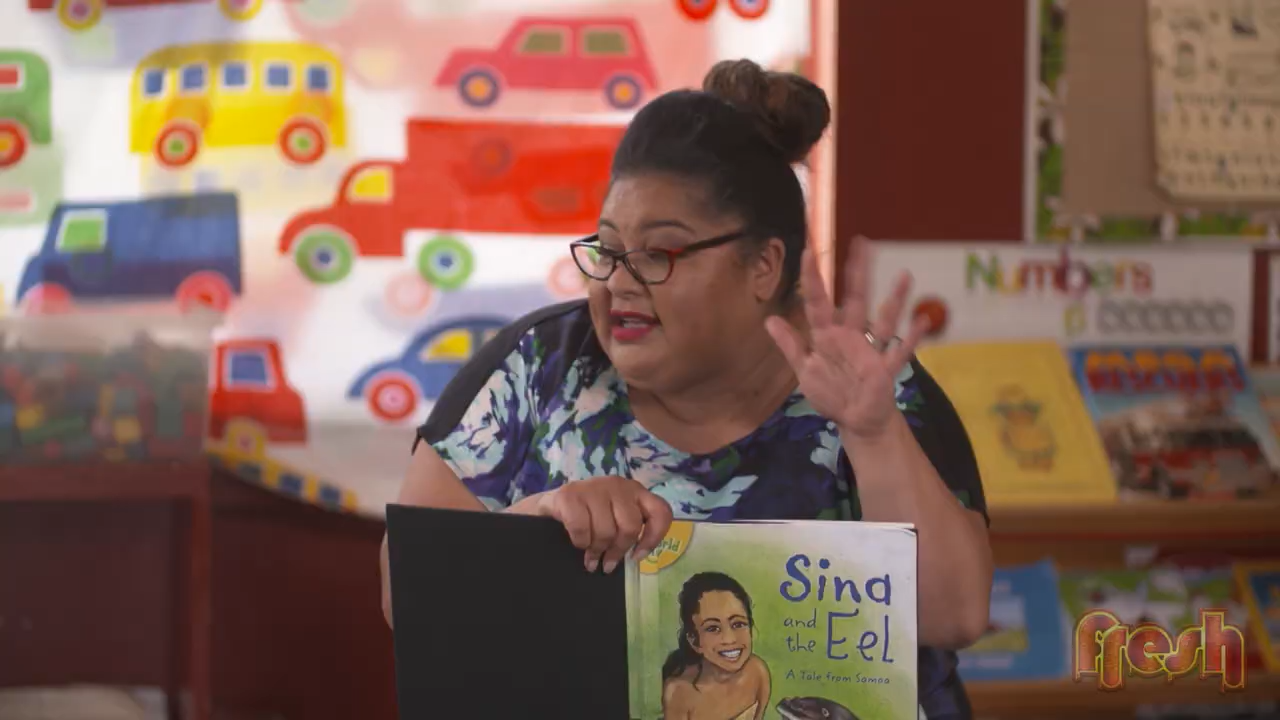 Numbers
Sina
and
the Eel
A Tale from Samoa
fresh